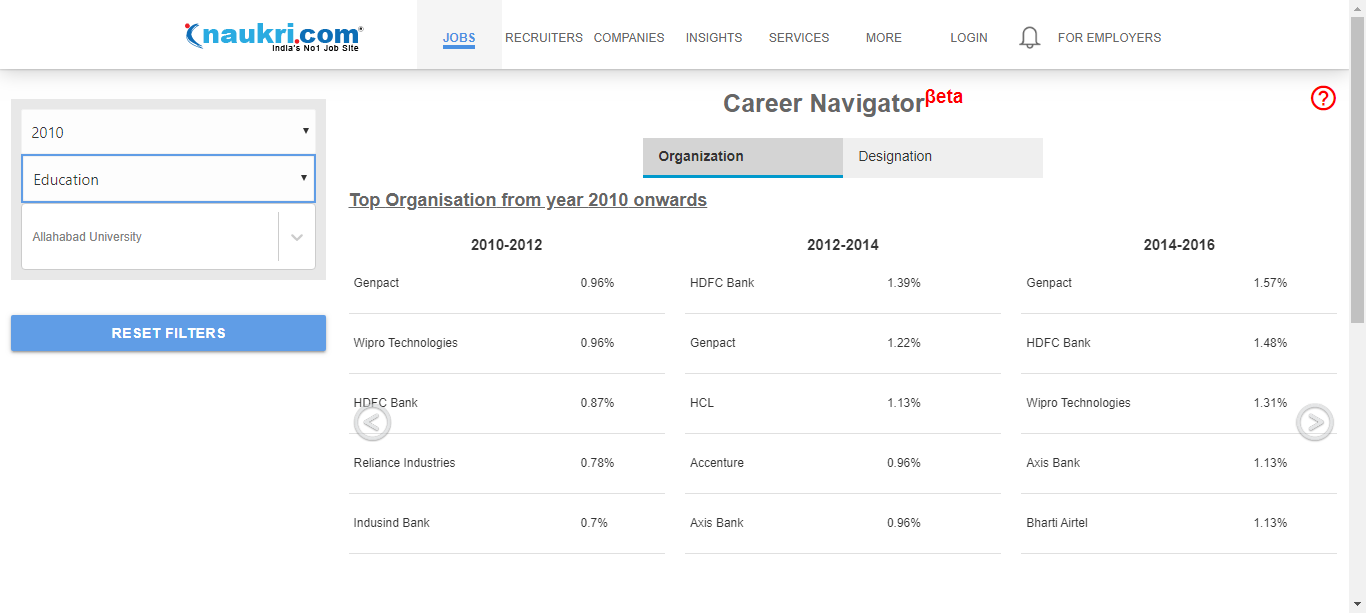 naukri.com
India's No1 Job Site
JOBS RECRUITERS COMPANIES INSIGHTS SERVICES MORE LOGIN FOR EMPLOYERS
2010
Education
Allahabad University
RESET FILTERS
Career Navigator βeta
?
Organization Designation
Top Organisation from year 2010 onwards
2010-2012 2012-2014 2014-2016
Genpact 0.96% HDFC Bank 1.39% Genpact 1.57%
Wipro Technologies 0.96% Genpact 1.22% HDFC Bank 1.48%
HDFC Bank 0.87% HCL 1.13% Wipro Technologies 1.31%
Reliance Industries 0.78% Accenture 0.96% Axis Bank 1.13%
Indusind Bank 0.7% Axis Bank 0.96% Bharti Airtel 1.13%